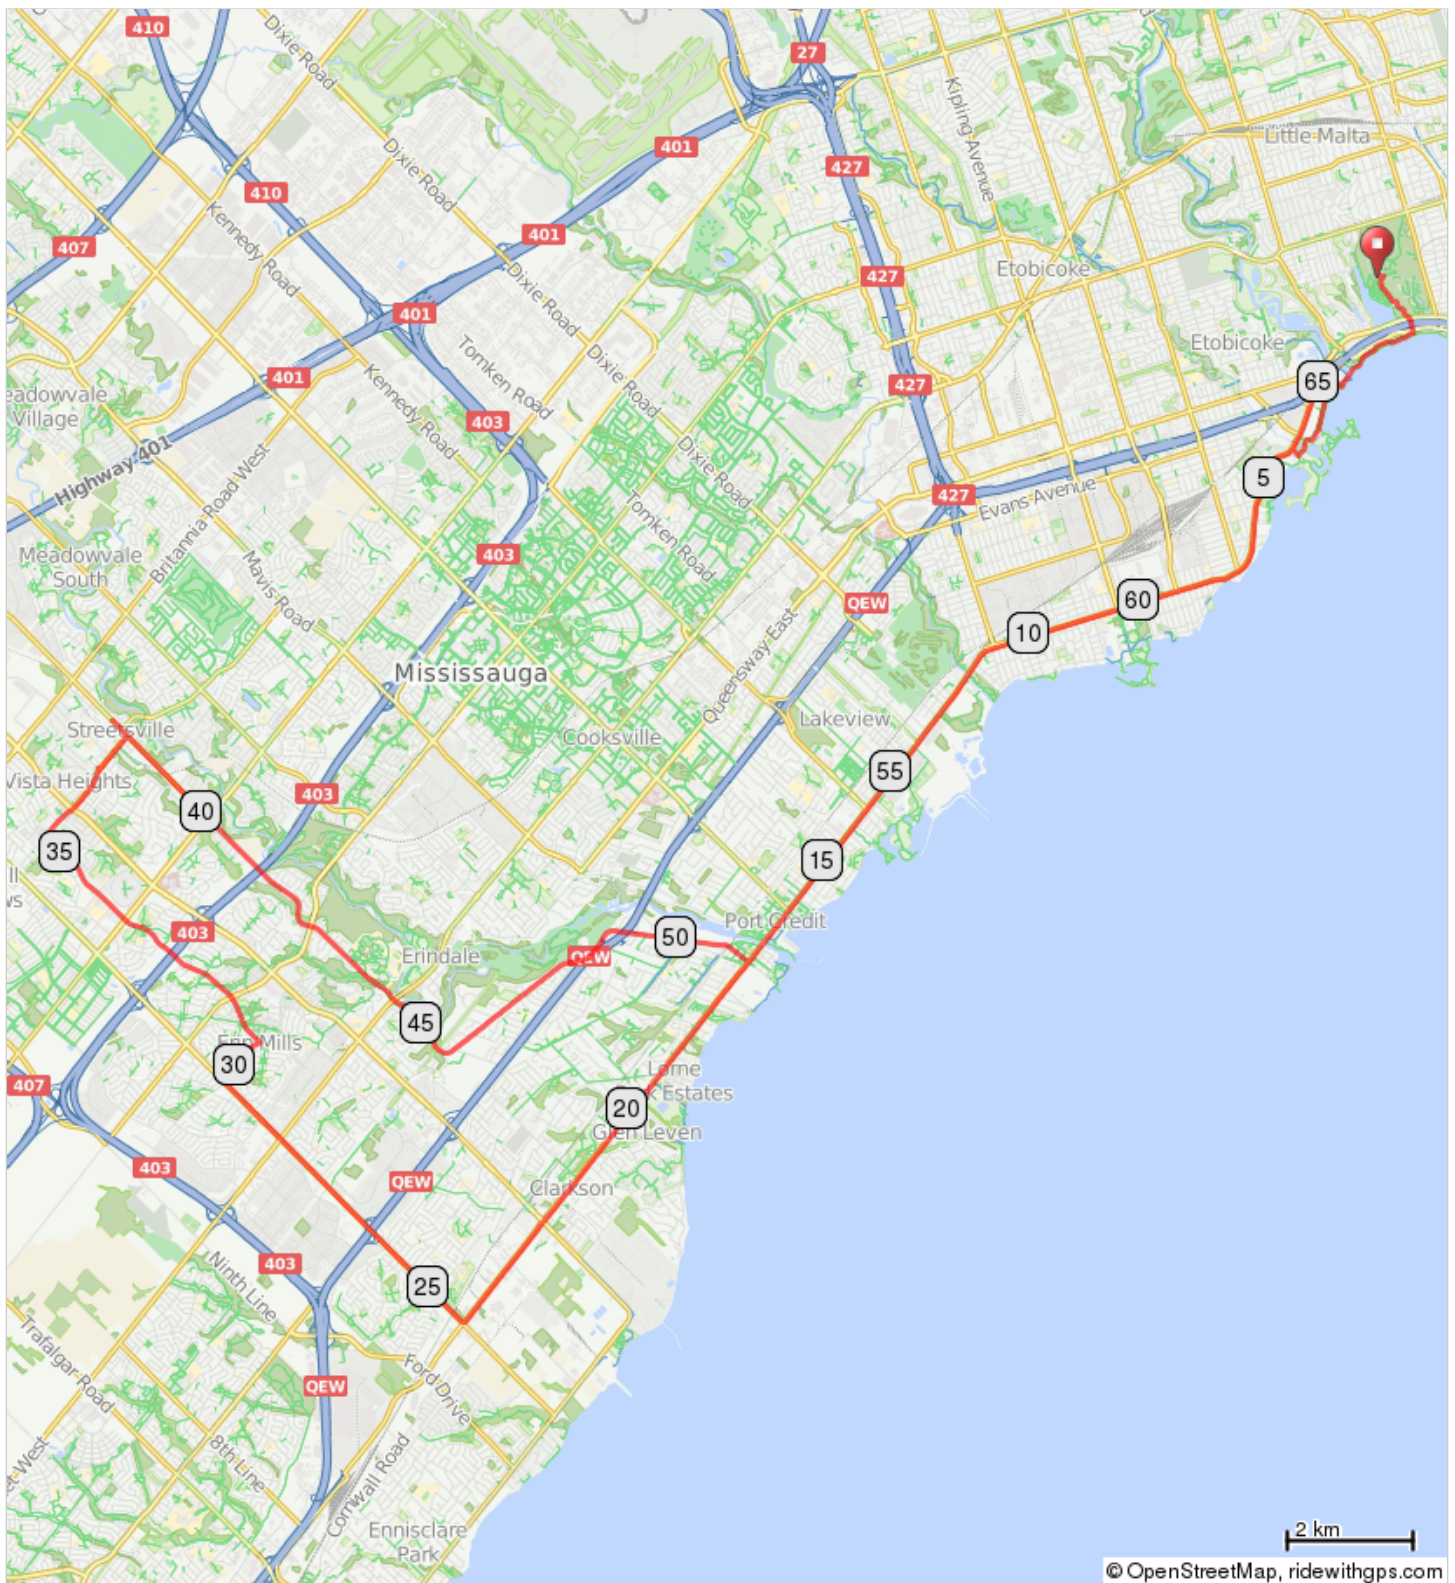 410
Dixie Road
27
Kipling Avenue
Little Malta
401
Dixie Road
427
410
Kennedy Road
407
401
Dixie Road
Etobicoke
427
401
Tomken Road
Etobicoke
Dixie Road
401
Kennedy Road
427
65
Village
403
Highway 401
Dixie Road
5
427
Evans Avenue
Britannia Road West
Tomken Road
Meadowvale
South
403
Mavis Road
QEW
60
10
Queensway East
Mississauga
Lakeview
Streetsville
Cooksville
Vista Heights
55
403
40
35
15
Port Credit
403
50
Erindale
QEW
45
30
407
Lorne
Estates
20
Glen Leven
403
QEW
Clarkson
403
25
Ninth Line
Trafalgar Road
Ford Drive
QEW
8th Line
Cornwall Road
Ennisclare
Park
2 km
© OpenStreetMap, ridewithgps.com